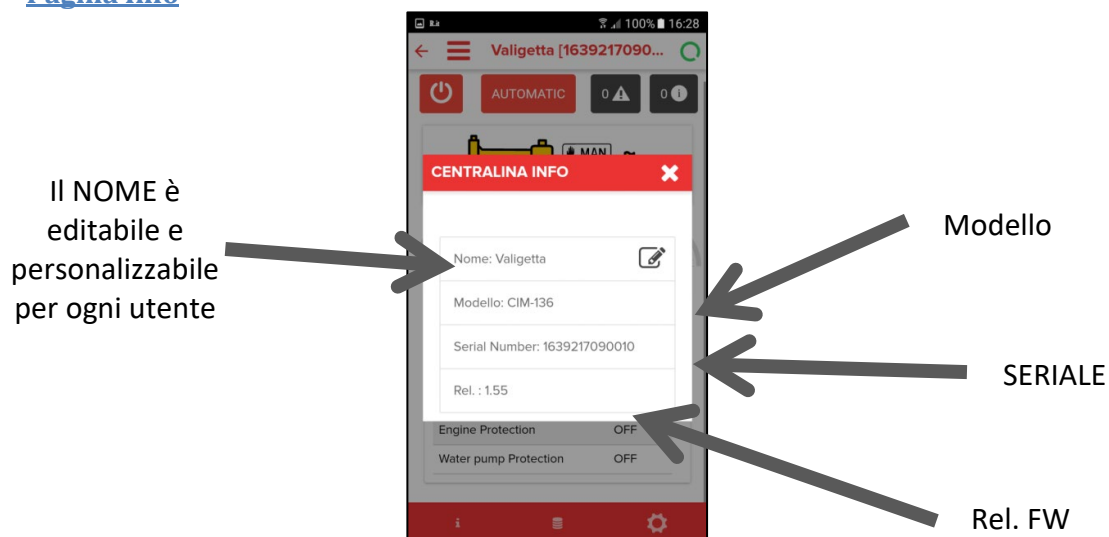 Pagina Info
100% 16:28
Valigetta [1639217090...
AUTOMATIC
0
0
MAN
CENTRALINA INFO
Il NOME è
editabile e
personalizzabile
per ogni utente
Nome: Valigetta
Modello: CIM-136
Serial Number: 1639217090010
Rel. : 1.55
Modello
SERIALE
Engine Protection OFF
Water pump Protection OFF
Rel. FW